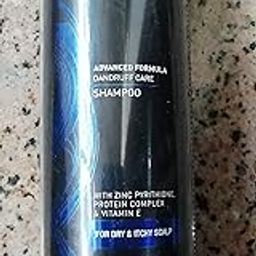 ADVANCED FORMULA
DANDRUFF CARE
SHAMPOO
WITH ZINC PYRITHIONE,
PROTEIN COMPLEX
& VITAMIN E
FOR DRY & ITCHY SCALP